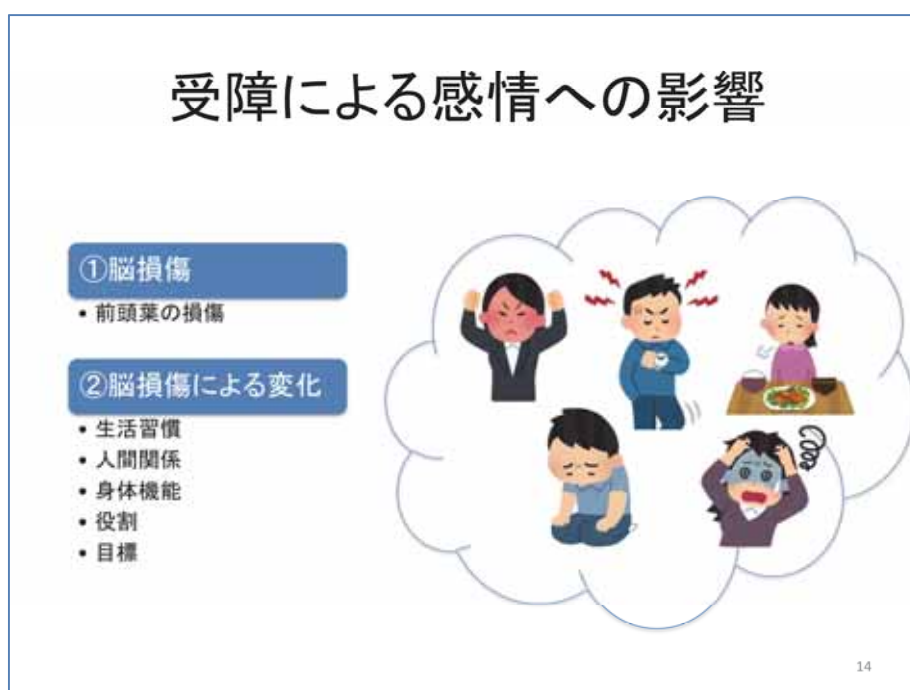 受障による感情への影響
①脳損傷
• 前頭葉の損傷
②脳損傷による変化
• 生活習慣
• 人間関係
• 身体機能
• 役割
• 目標
14